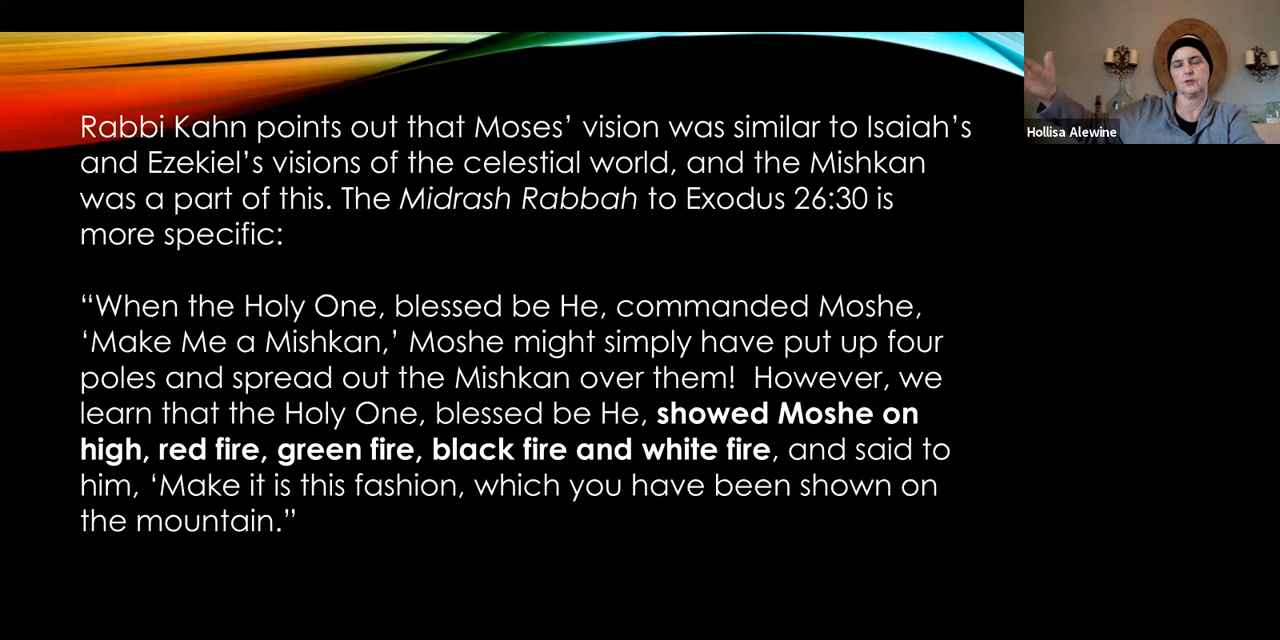 Rabbi Kahn points out that Moses’ vision was similar to Isaiah’s
and Ezekiel’s visions of the celestial world, and the Mishkan
was a part of this. The Midrash Rabbah to Exodus 26:30 is
more specific:
“When the Holy One, blessed be He, commanded Moshe,
‘Make Me a Mishkan,’ Moshe might simply have put up four
poles and spread out the Mishkan over them! However, we
learn that the Holy One, blessed be He, showed Moshe on
high, red fire, green fire, black fire and white fire, and said to
him, ‘Make it is this fashion, which you have been shown on
the mountain.”
Hollisa Alewine